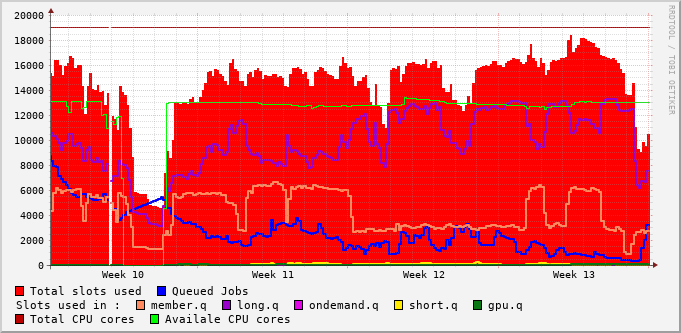 20000
18000
16000
14000
12000
10000
8000
6000
4000
2000
0
Week 10 Week 11 Week 12 Week 13
RRDTOOL / TOBI OETIKER
Total slots used Queued Jobs
Slots used in : member.q long.q ondemand.q short.q gpu.q
Total CPU cores Availale CPU cores